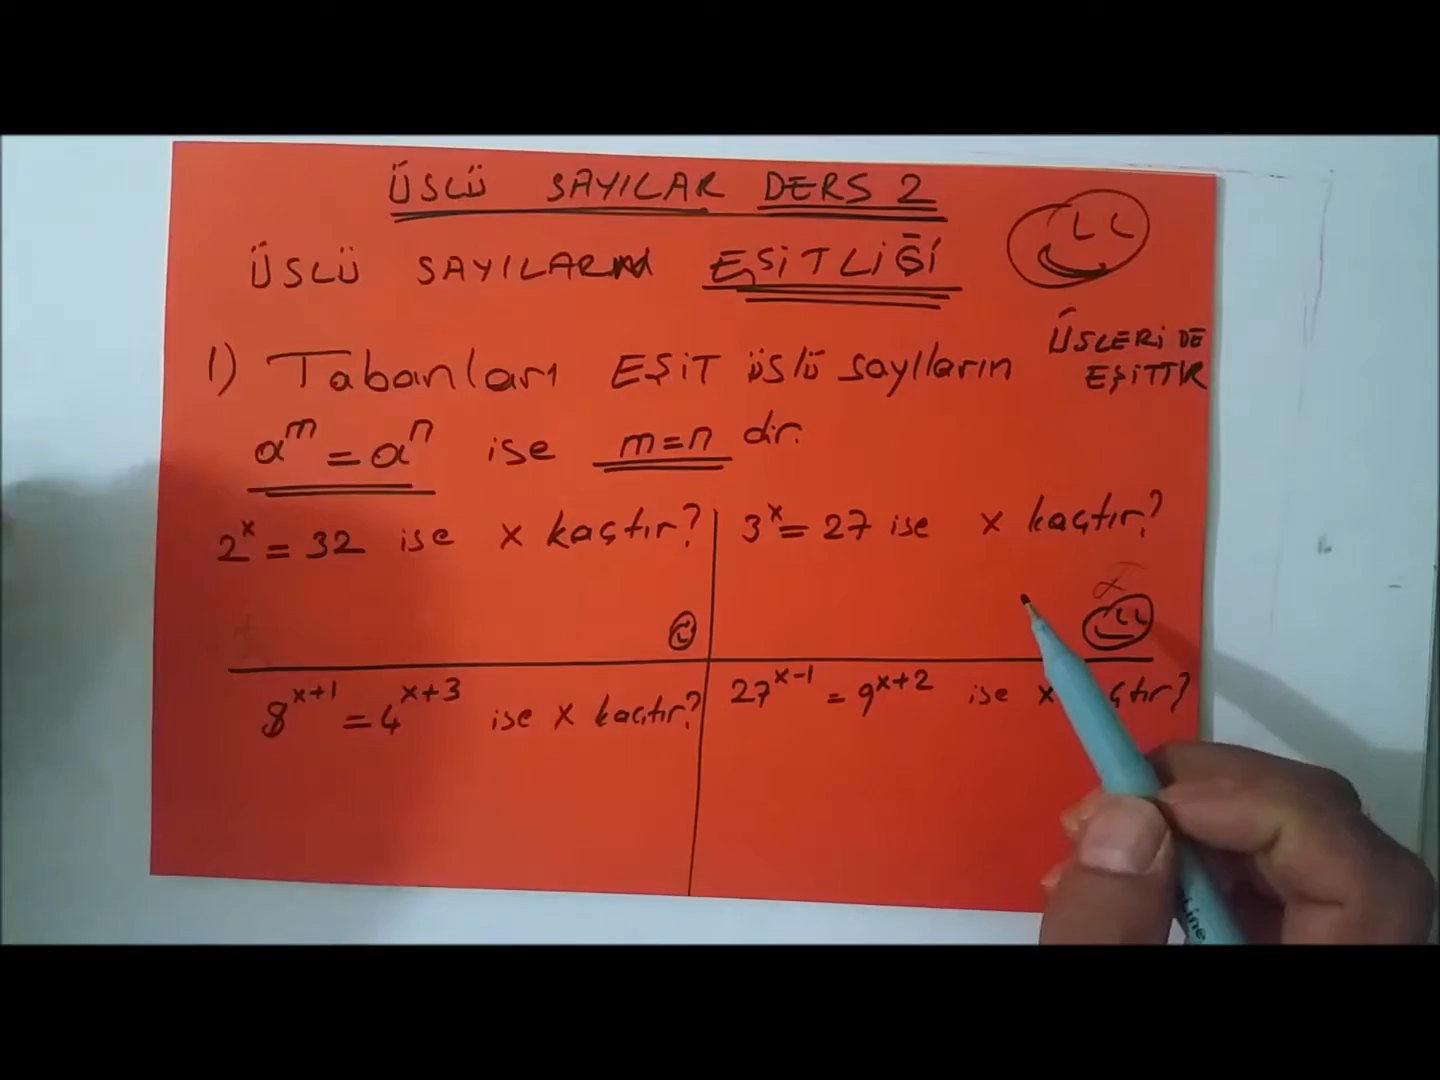 ÜSLÜ SAYILAR DERS 2
ÜSLÜ SAYILARIN EŞİTLİĞİ
1) Tabanları EŞİT üslü sayıların ÜSLERİ DE EŞİTTİR
a^m = a^n ise m=n dir.
2^x = 32 ise x kaçtır?
3^x = 27 ise x kaçtır?
8^x+1 = 4^x+3 ise x kaçtır?
27^x-1 = 9^x+2 ise x çtır?